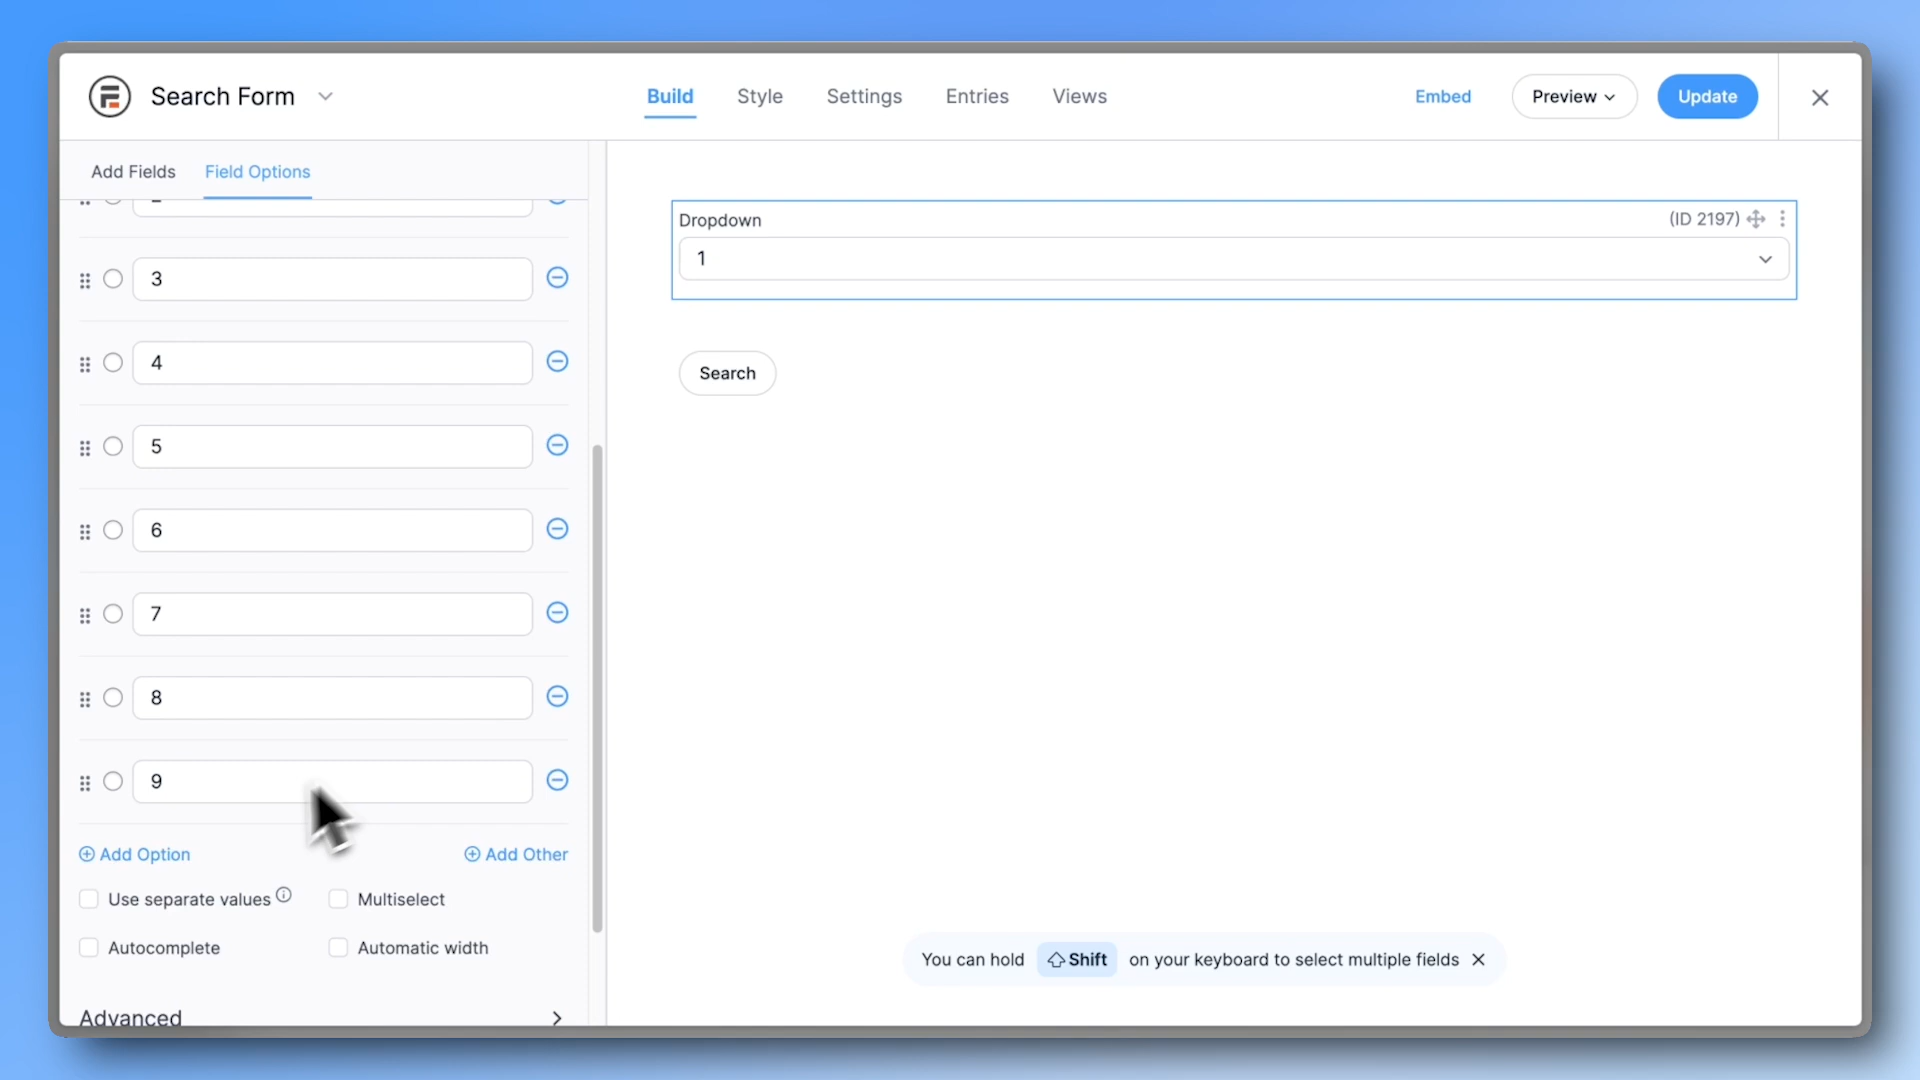 Search Form
Build
Style
Settings
Entries
Views
Embed
Preview
Update
Add Fields
Field Options
3
4
5
6
7
8
9
Add Option
Add Other
Use separate values
Multiselect
Autocomplete
Automatic width
Advanced
Dropdown
(ID 2197)
1
Search
You can hold Shift on your keyboard to select multiple fields